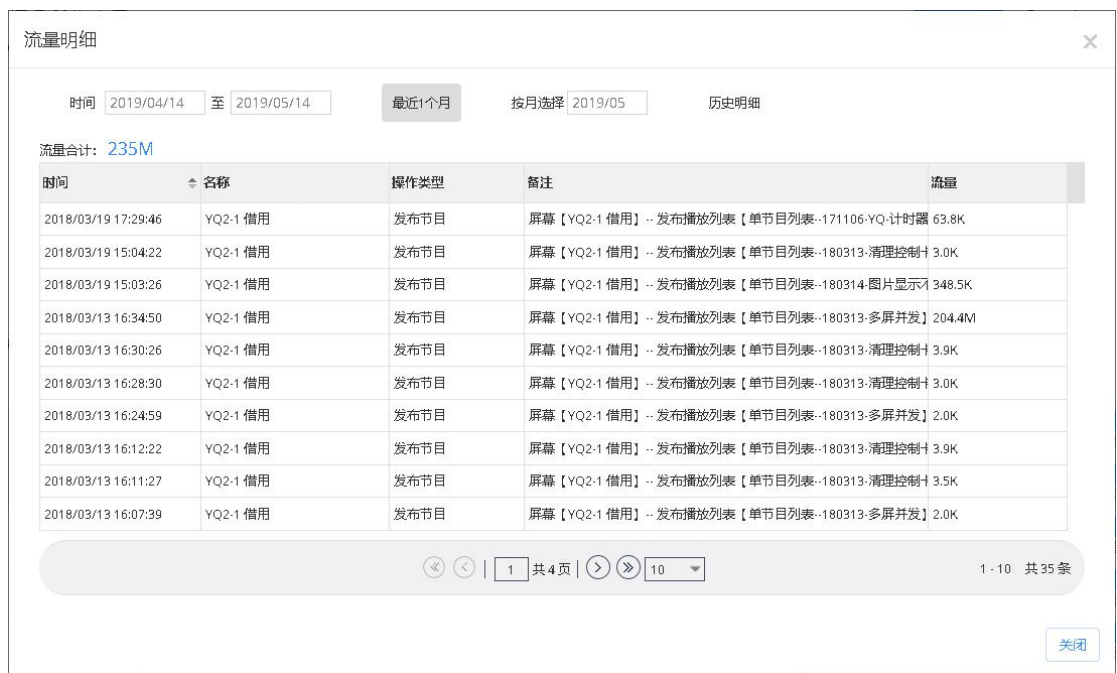 流量明细
时间 2019/04/14 至 2019/05/14 最近1个月 按月选择 2019/05 历史明细
流量合计: 235M
时间 名称 操作类型 备注 流量
2018/03/19 17:29:46 YQ2-1 借用 发布节目 屏幕【YQ2-1 借用】-- 发布播放列表【单节目列表--171106-YQ-计时器 63.8K
2018/03/19 15:04:22 YQ2-1 借用 发布节目 屏幕【YQ2-1 借用】-- 发布播放列表【单节目列表--180313-清理控制 3.0K
2018/03/19 15:03:26 YQ2-1 借用 发布节目 屏幕【YQ2-1 借用】-- 发布播放列表【单节目列表--180314-图片显示 348.5K
2018/03/13 16:34:50 YQ2-1 借用 发布节目 屏幕【YQ2-1 借用】-- 发布播放列表【单节目列表--180313-多屏并发】 204.4M
2018/03/13 16:30:26 YQ2-1 借用 发布节目 屏幕【YQ2-1 借用】-- 发布播放列表【单节目列表--180313-清理控制 3.9K
2018/03/13 16:28:30 YQ2-1 借用 发布节目 屏幕【YQ2-1 借用】-- 发布播放列表【单节目列表--180313-清理控制 3.0K
2018/03/13 16:24:59 YQ2-1 借用 发布节目 屏幕【YQ2-1 借用】-- 发布播放列表【单节目列表--180313-多屏并发】 2.0K
2018/03/13 16:12:22 YQ2-1 借用 发布节目 屏幕【YQ2-1 借用】-- 发布播放列表【单节目列表--180313-清理控制 3.9K
2018/03/13 16:11:27 YQ2-1 借用 发布节目 屏幕【YQ2-1 借用】-- 发布播放列表【单节目列表--180313-清理控制 3.5K
2018/03/13 16:07:39 YQ2-1 借用 发布节目 屏幕【YQ2-1 借用】-- 发布播放列表【单节目列表--180313-多屏并发】 2.0K
1 共4页 10 1 - 10 共35条
关闭